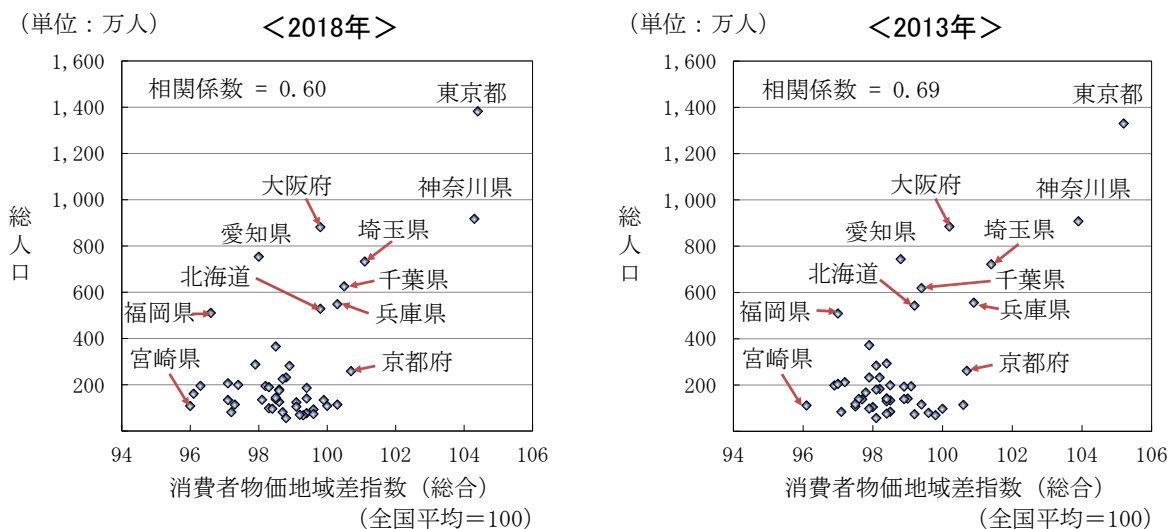 (単位：万人)
＜2018年＞
1,600
1,400
1,200
1,000
800
600
400
200
総人口
相関係数 = 0.60
東京都
大阪府
神奈川県
愛知県
埼玉県
北海道
千葉県
福岡県
兵庫県
宮崎県
京都府
94 96 98 100 102 104 106
消費者物価地域差指数（総合）
(全国平均＝100)
(単位：万人)
＜2013年＞
1,600
1,400
1,200
1,000
800
600
400
200
総人口
相関係数 = 0.69
東京都
大阪府
神奈川県
愛知県
埼玉県
北海道
千葉県
福岡県
兵庫県
宮崎県
京都府
94 96 98 100 102 104 106
消費者物価地域差指数（総合）
(全国平均＝100)